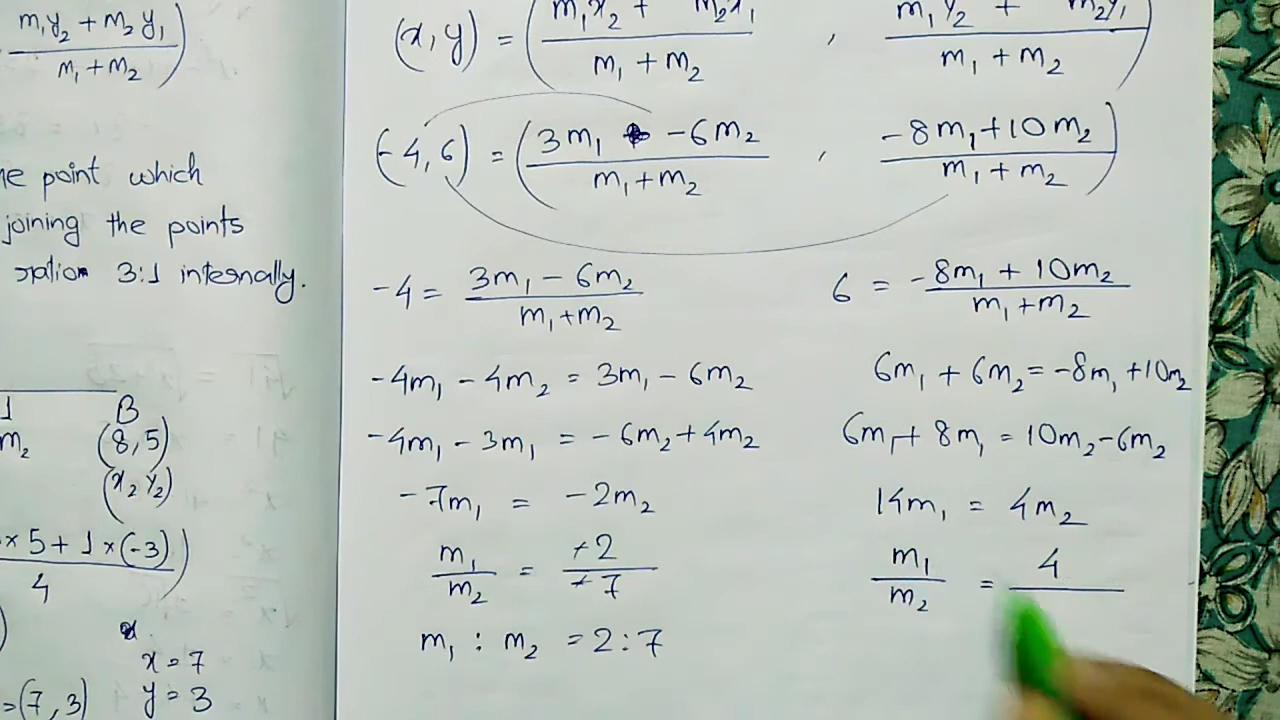 m₁y₂ + m₂y₁
m₁ + m₂
he point which
joining the points
ration 3:1 internally.
1 B
m₂ (8, 5)
(x₂ y₂)
× 5 + 1 × (-3)
4
x = 7
= (7, 3) y = 3
(x, y) = ( m₁x₂ + m₂x₁ / m₁ + m₂ , m₁y₂ + m₂y₁ / m₁ + m₂ )
(-4, 6) = ( 3m₁ - 6m₂ / m₁ + m₂ , -8m₁ + 10m₂ / m₁ + m₂ )
-4 = 3m₁ - 6m₂ / m₁ + m₂
-4m₁ - 4m₂ = 3m₁ - 6m₂
-4m₁ - 3m₁ = -6m₂ + 4m₂
-7m₁ = -2m₂
m₁ / m₂ = +2 / +7
m₁ : m₂ = 2 : 7
6 = -8m₁ + 10m₂ / m₁ + m₂
6m₁ + 6m₂ = -8m₁ + 10m₂
6m₁ + 8m₁ = 10m₂ - 6m₂
14m₁ = 4m₂
m₁ / m₂ = 4